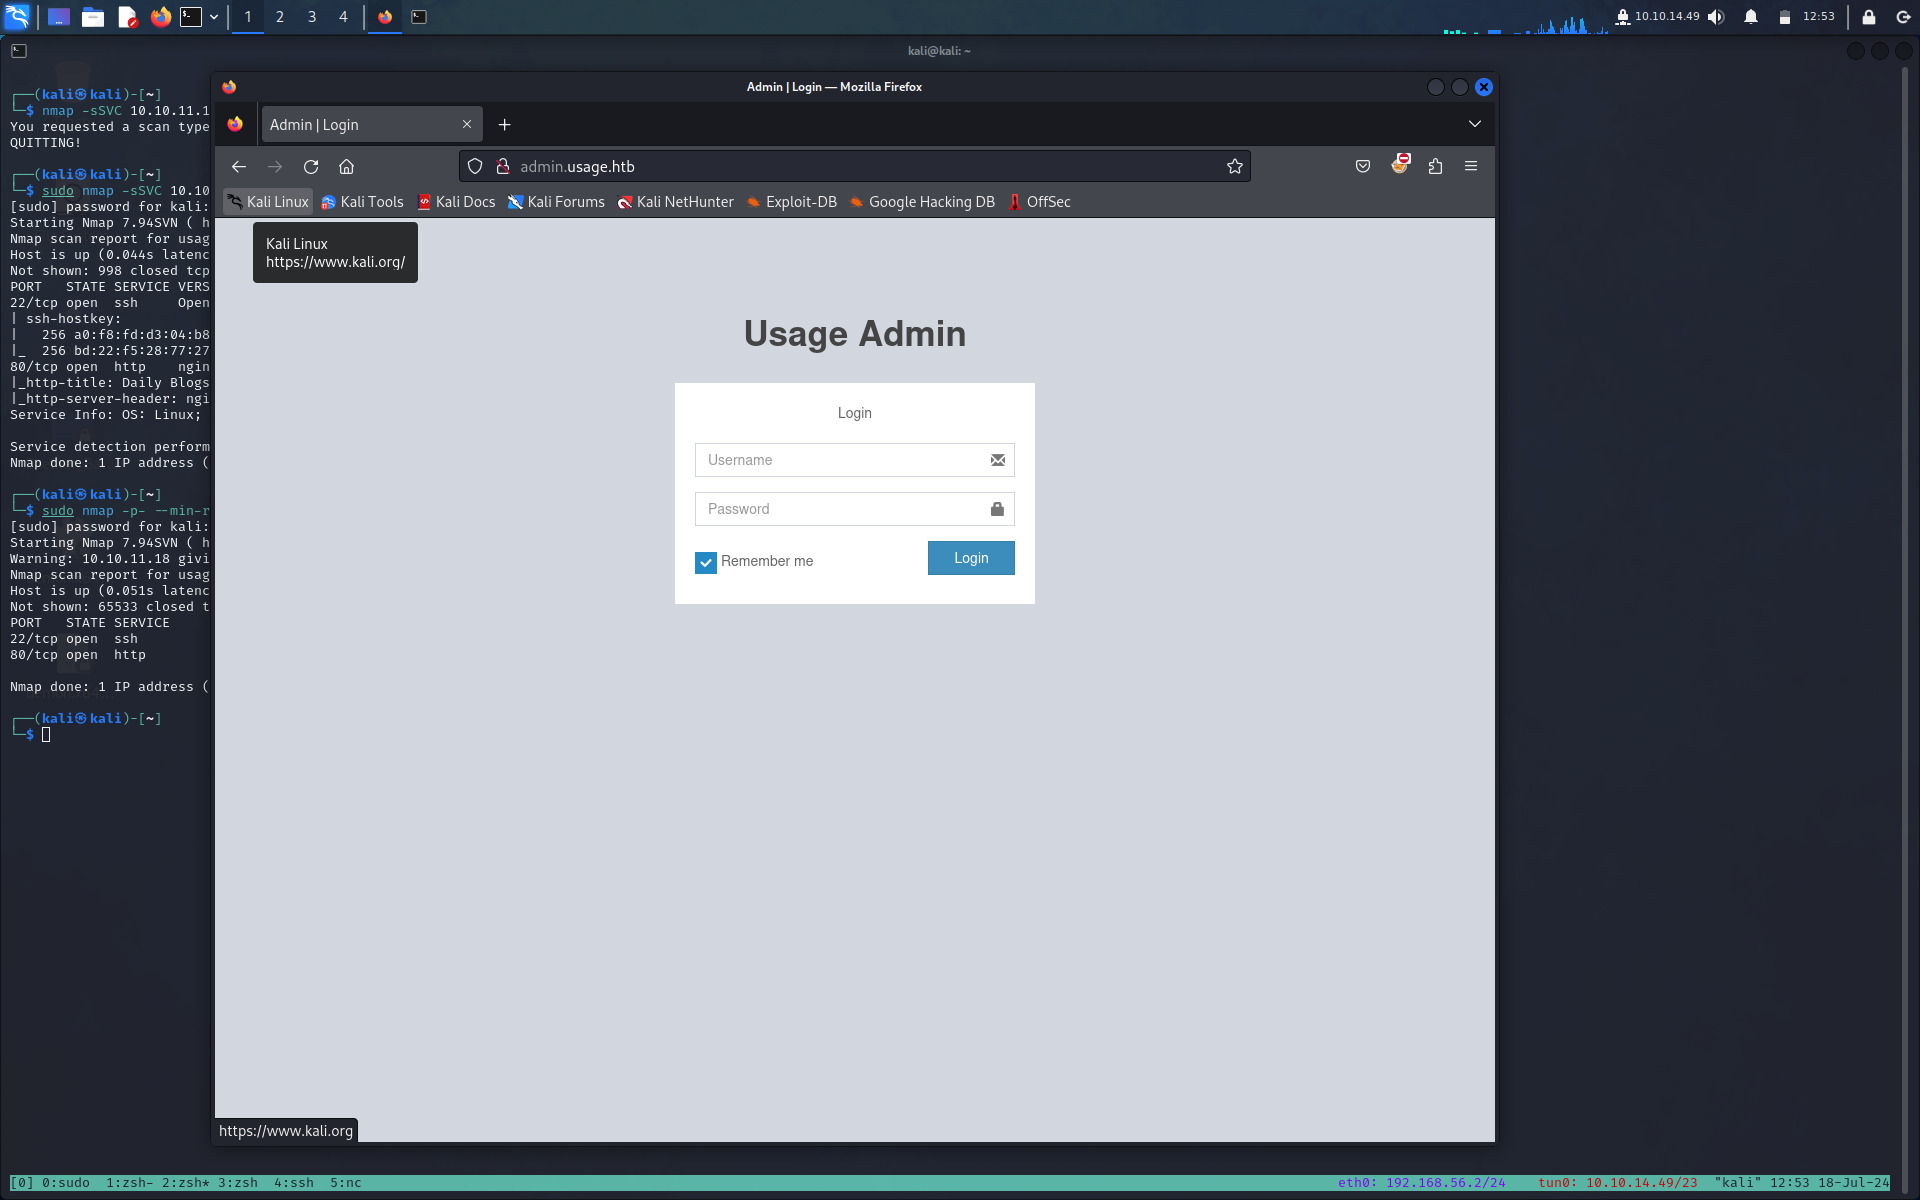 1 2 3 4 10.10.14.49 12:53
kali@kali: ~
┌──(kali㉿kali)-[~]
└─$ nmap -sSVC 10.10.11.1
You requested a scan type
QUITTING!
┌──(kali㉿kali)-[~]
└─$ sudo nmap -sSVC 10.10
[sudo] password for kali:
Starting Nmap 7.94SVN ( h
Nmap scan report for usag
Host is up (0.044s latenc
Not shown: 998 closed tcp
PORT   STATE SERVICE VERS
22/tcp open  ssh     Open
| ssh-hostkey:
|   256 a0:f8:fd:d3:04:b8
|_  256 bd:22:f5:28:77:27
80/tcp open  http    ngin
|_http-title: Daily Blogs
|_http-server-header: ngi
Service Info: OS: Linux;
Service detection perform
Nmap done: 1 IP address (
┌──(kali㉿kali)-[~]
└─$ sudo nmap -p- --min-r
[sudo] password for kali:
Starting Nmap 7.94SVN ( h
Warning: 10.10.11.18 givi
Nmap scan report for usag
Host is up (0.051s latenc
Not shown: 65533 closed t
PORT   STATE SERVICE
22/tcp open  ssh
80/tcp open  http
Nmap done: 1 IP address (
┌──(kali㉿kali)-[~]
└─$
Admin | Login — Mozilla Firefox
Admin | Login
admin.usage.htb
Kali Linux Kali Tools Kali Docs Kali Forums Kali NetHunter Exploit-DB Google Hacking DB OffSec
Kali Linux
https://www.kali.org/
Usage Admin
Login
Username
Password
Remember me Login
https://www.kali.org
[0] 0:sudo  1:zsh- 2:zsh* 3:zsh  4:ssh  5:nc eth0: 192.168.56.2/24 tun0: 10.10.14.49/23 "kali" 12:53 18-Jul-24